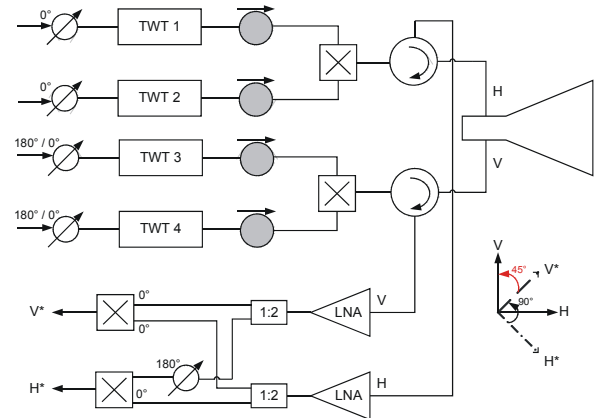 0°
TWT 1
0°
TWT 2
H
180° / 0°
TWT 3
V
180° / 0°
TWT 4
V
45°
V*
90°
H
H*
0°
V
V*
1:2
LNA
0°
180°
H
H*
0°
1:2
LNA